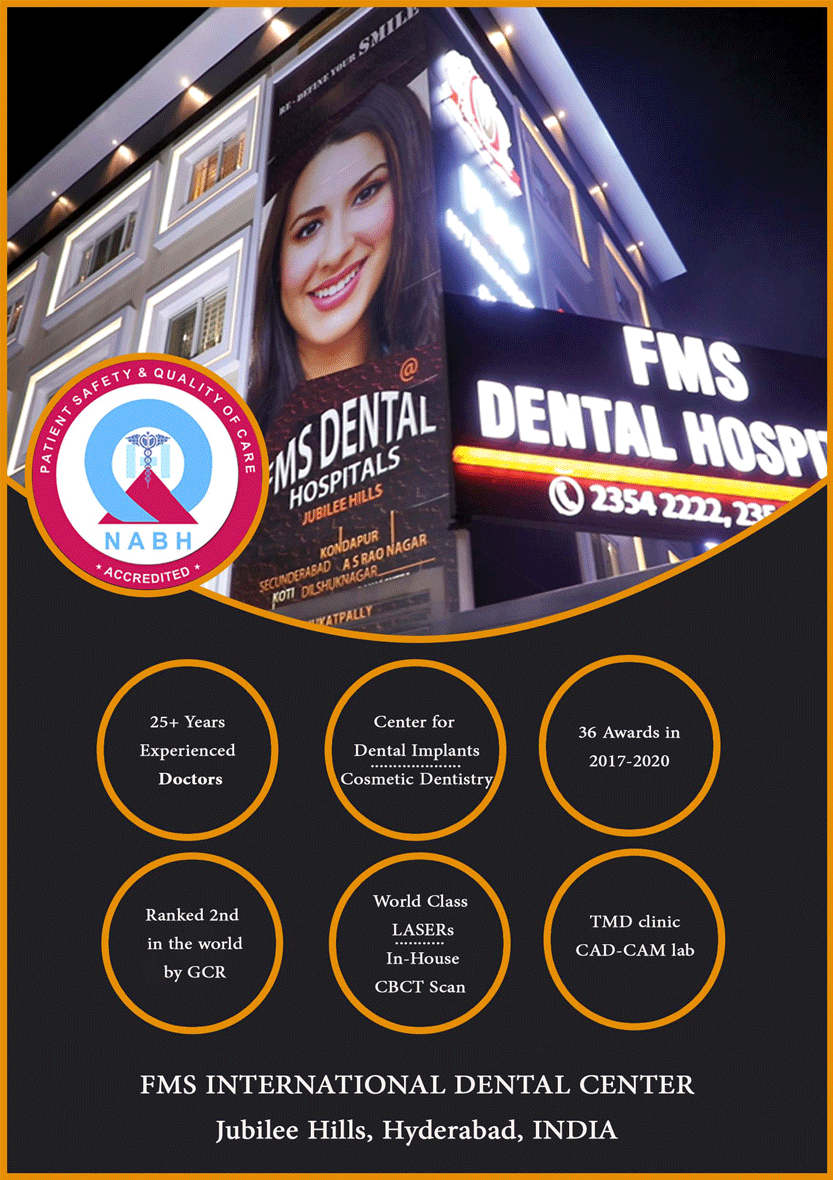 RE-DEFINE YOUR SMILE
@
FMS DENTAL
HOSPITALS
JUBILEE HILLS
KONDAPUR
SECUNDERABAD A S RAO NAGAR
KOTI DILSHUKNAGAR
FMS
DENTAL HOSPI
2354 2222, 235
PATIENT SAFETY & QUALITY OF CARE
NABH
* ACCREDITED *
25+ Years
Experienced
Doctors
Center for
Dental Implants
Cosmetic Dentistry
36 Awards in
2017-2020
Ranked 2nd
in the world
by GCR
World Class
LASERs
In-House
CBCT Scan
TMD clinic
CAD-CAM lab
FMS INTERNATIONAL DENTAL CENTER
Jubilee Hills, Hyderabad, INDIA